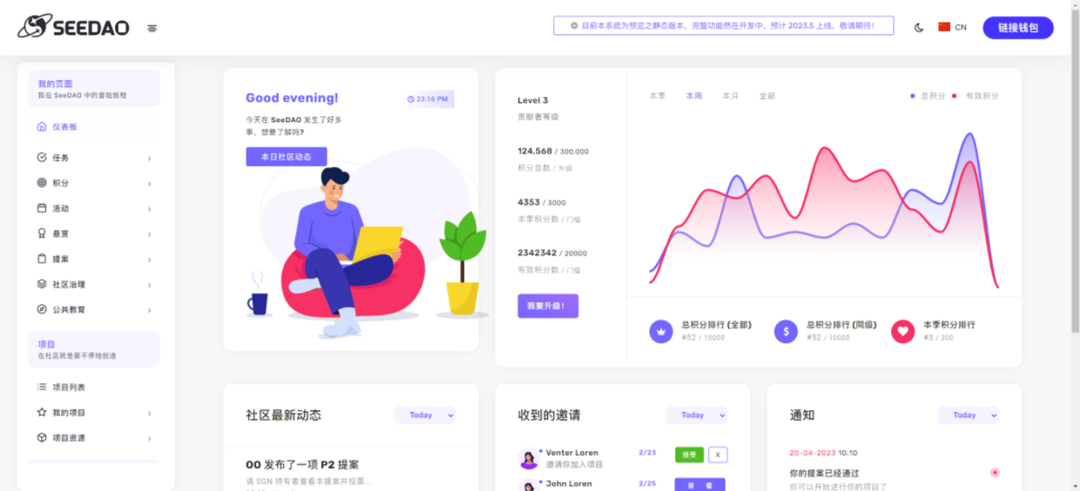 SEEDAO
目前本系统为预览之静态版本，完整功能然在开发中，预计 2023.5 上线，敬请期待！
CN
链接钱包
我的页面
我在 SeeDAO 中的冒险旅程
仪表板
任务
积分
活动
悬赏
提案
社区治理
公共教育
项目
在社区就是要不停地创造
项目列表
我的项目
项目资源
Good evening!
23:16 PM
今天在 SeeDAO 发生了好多
事，想要了解吗？
本日社区动态
Level 3
贡献者等级
124,568 / 300,000
积分总数 / 升级
4353 / 3000
本季积分数 / 门槛
2342342 / 20000
有效积分数 / 门槛
我要升级！
本季 本周 本月 全部
总积分 有效积分
总积分排行 (全部)
#52 / 10000
总积分排行 (同级)
#52 / 10000
本季积分排行
#3 / 300
社区最新动态
Today
OO 发布了一项 P2 提案
请 SGN 持有者查看本提案并投票...
收到的邀请
Today
Venter Loren
邀请你加入项目
2/23
接受
X
John Loren
2/25
查 看
通知
Today
20-04-2023 10:10
你的提案已经通过
你可以开始进行你的项目了